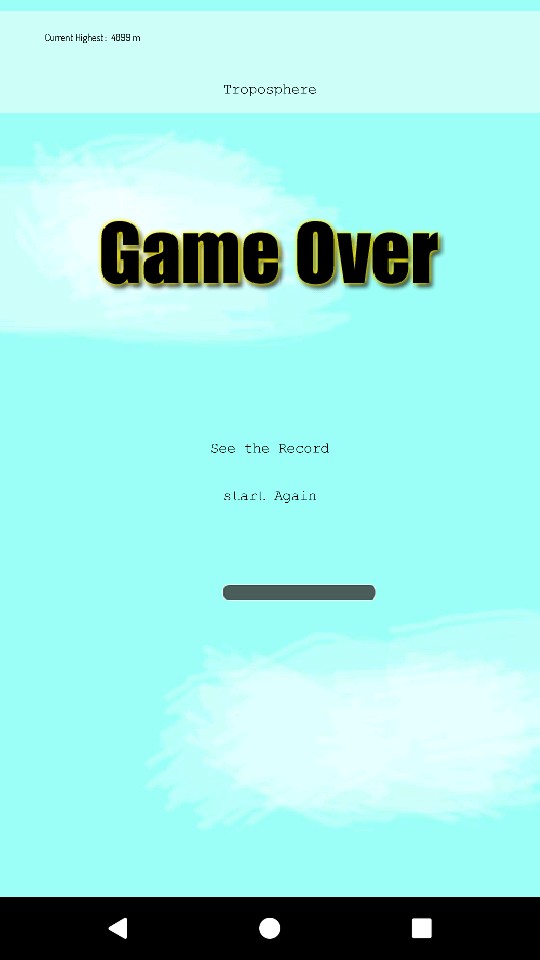 Current Highest : 4899 m
Troposphere
Game Over
See the Record
start Again